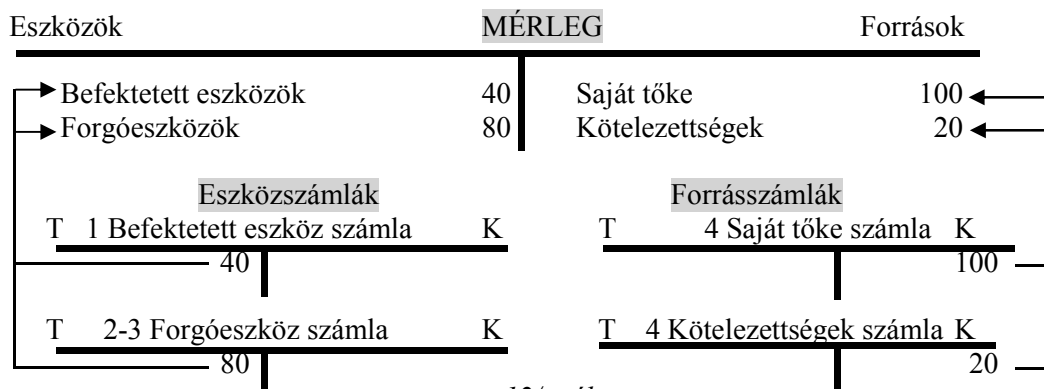 Eszközök MÉRLEG Források
Befektetett eszközök 40 Saját tőke 100
Forgóeszközök 80 Kötelezettségek 20
Eszközszámlák Forrásszámlák
T 1 Befektetett eszköz számla K T 4 Saját tőke számla K
40 100
T 2-3 Forgóeszköz számla K T 4 Kötelezettségek számla K
80 20